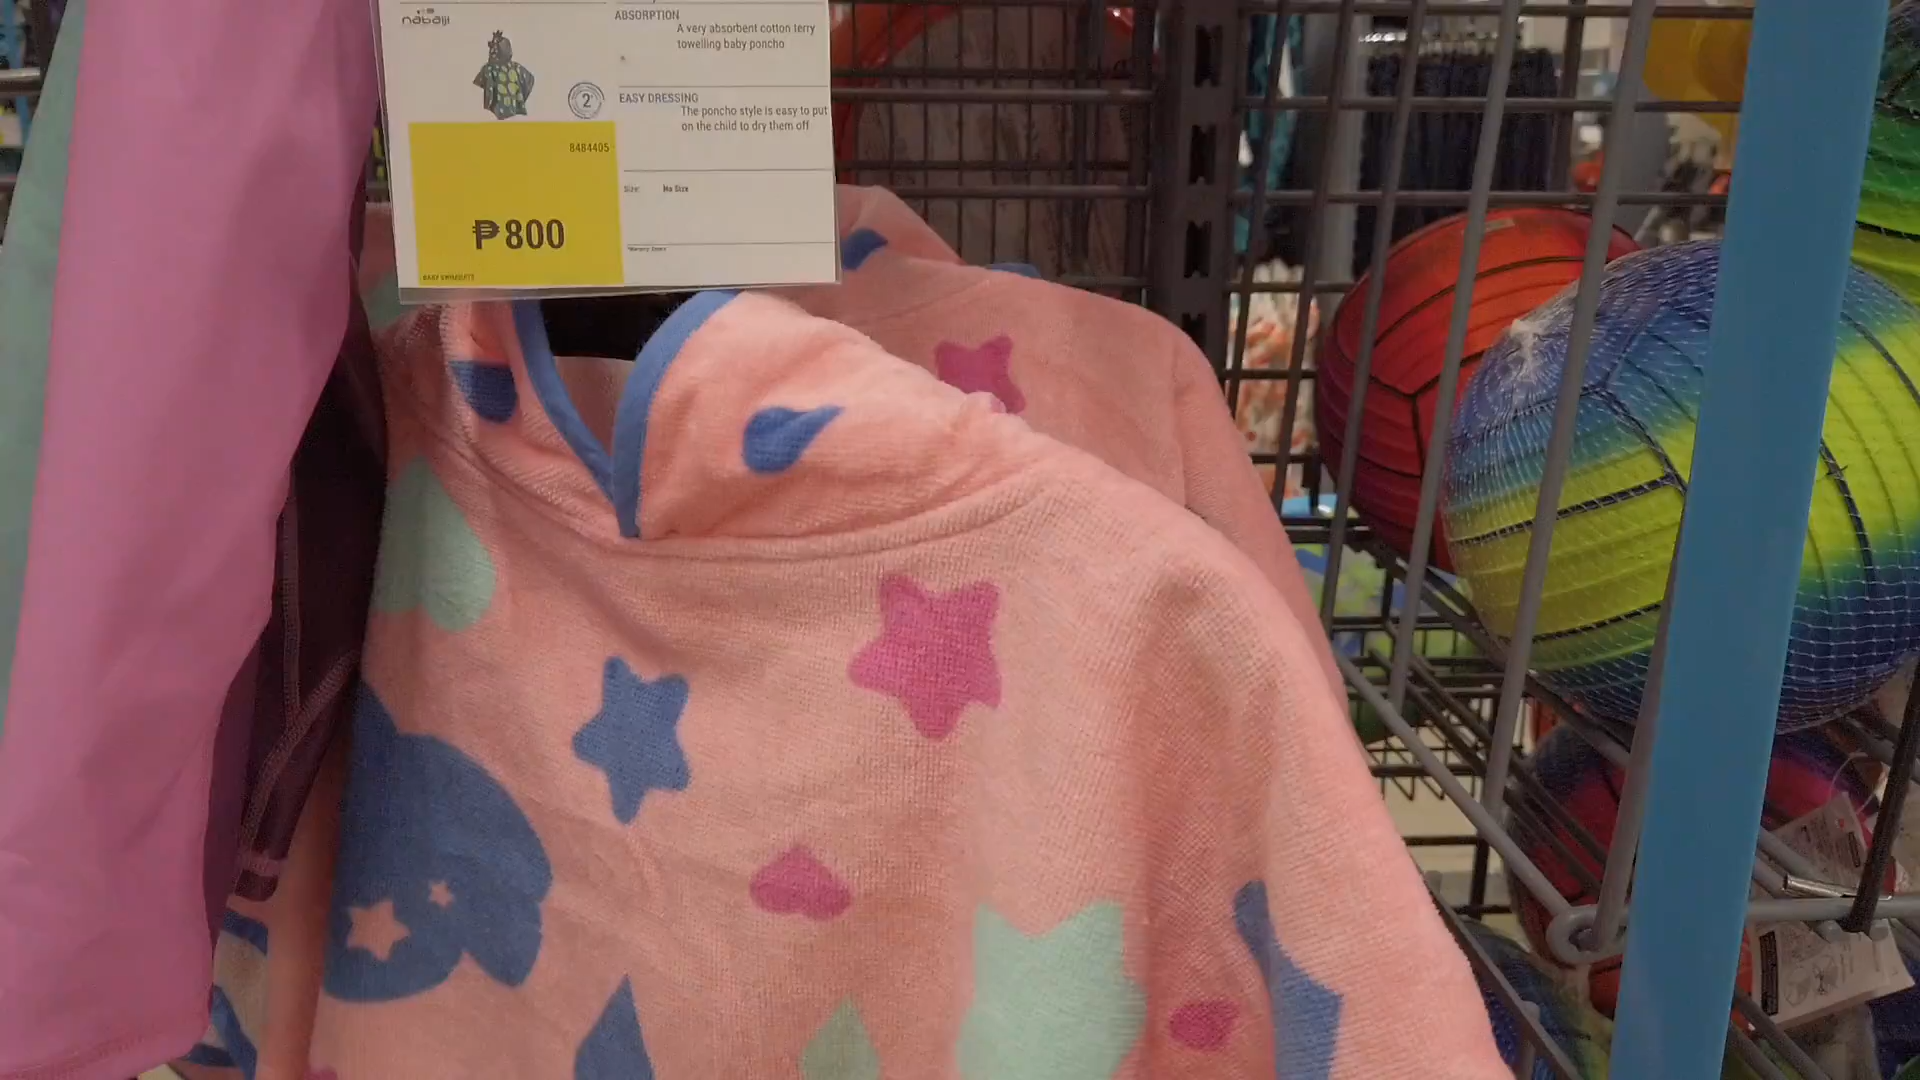 nabaiji
ABSORPTION
A very absorbent cotton terry
towelling baby poncho
2
EASY DRESSING
The poncho style is easy to put
on the child to dry them off
8484405
Size: No Size
₱800